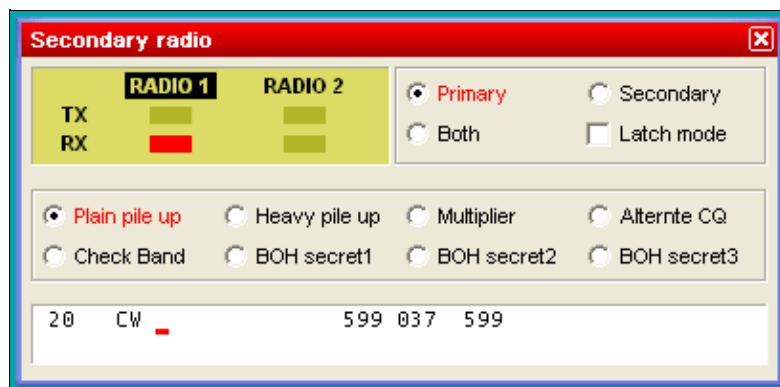 Secondary radio
RADIO 1 RADIO 2
TX
RX
Primary Secondary
Both Latch mode
Plain pile up Heavy pile up Multiplier Alternte CQ
Check Band BOH secret1 BOH secret2 BOH secret3
20 CW _ 599 037 599